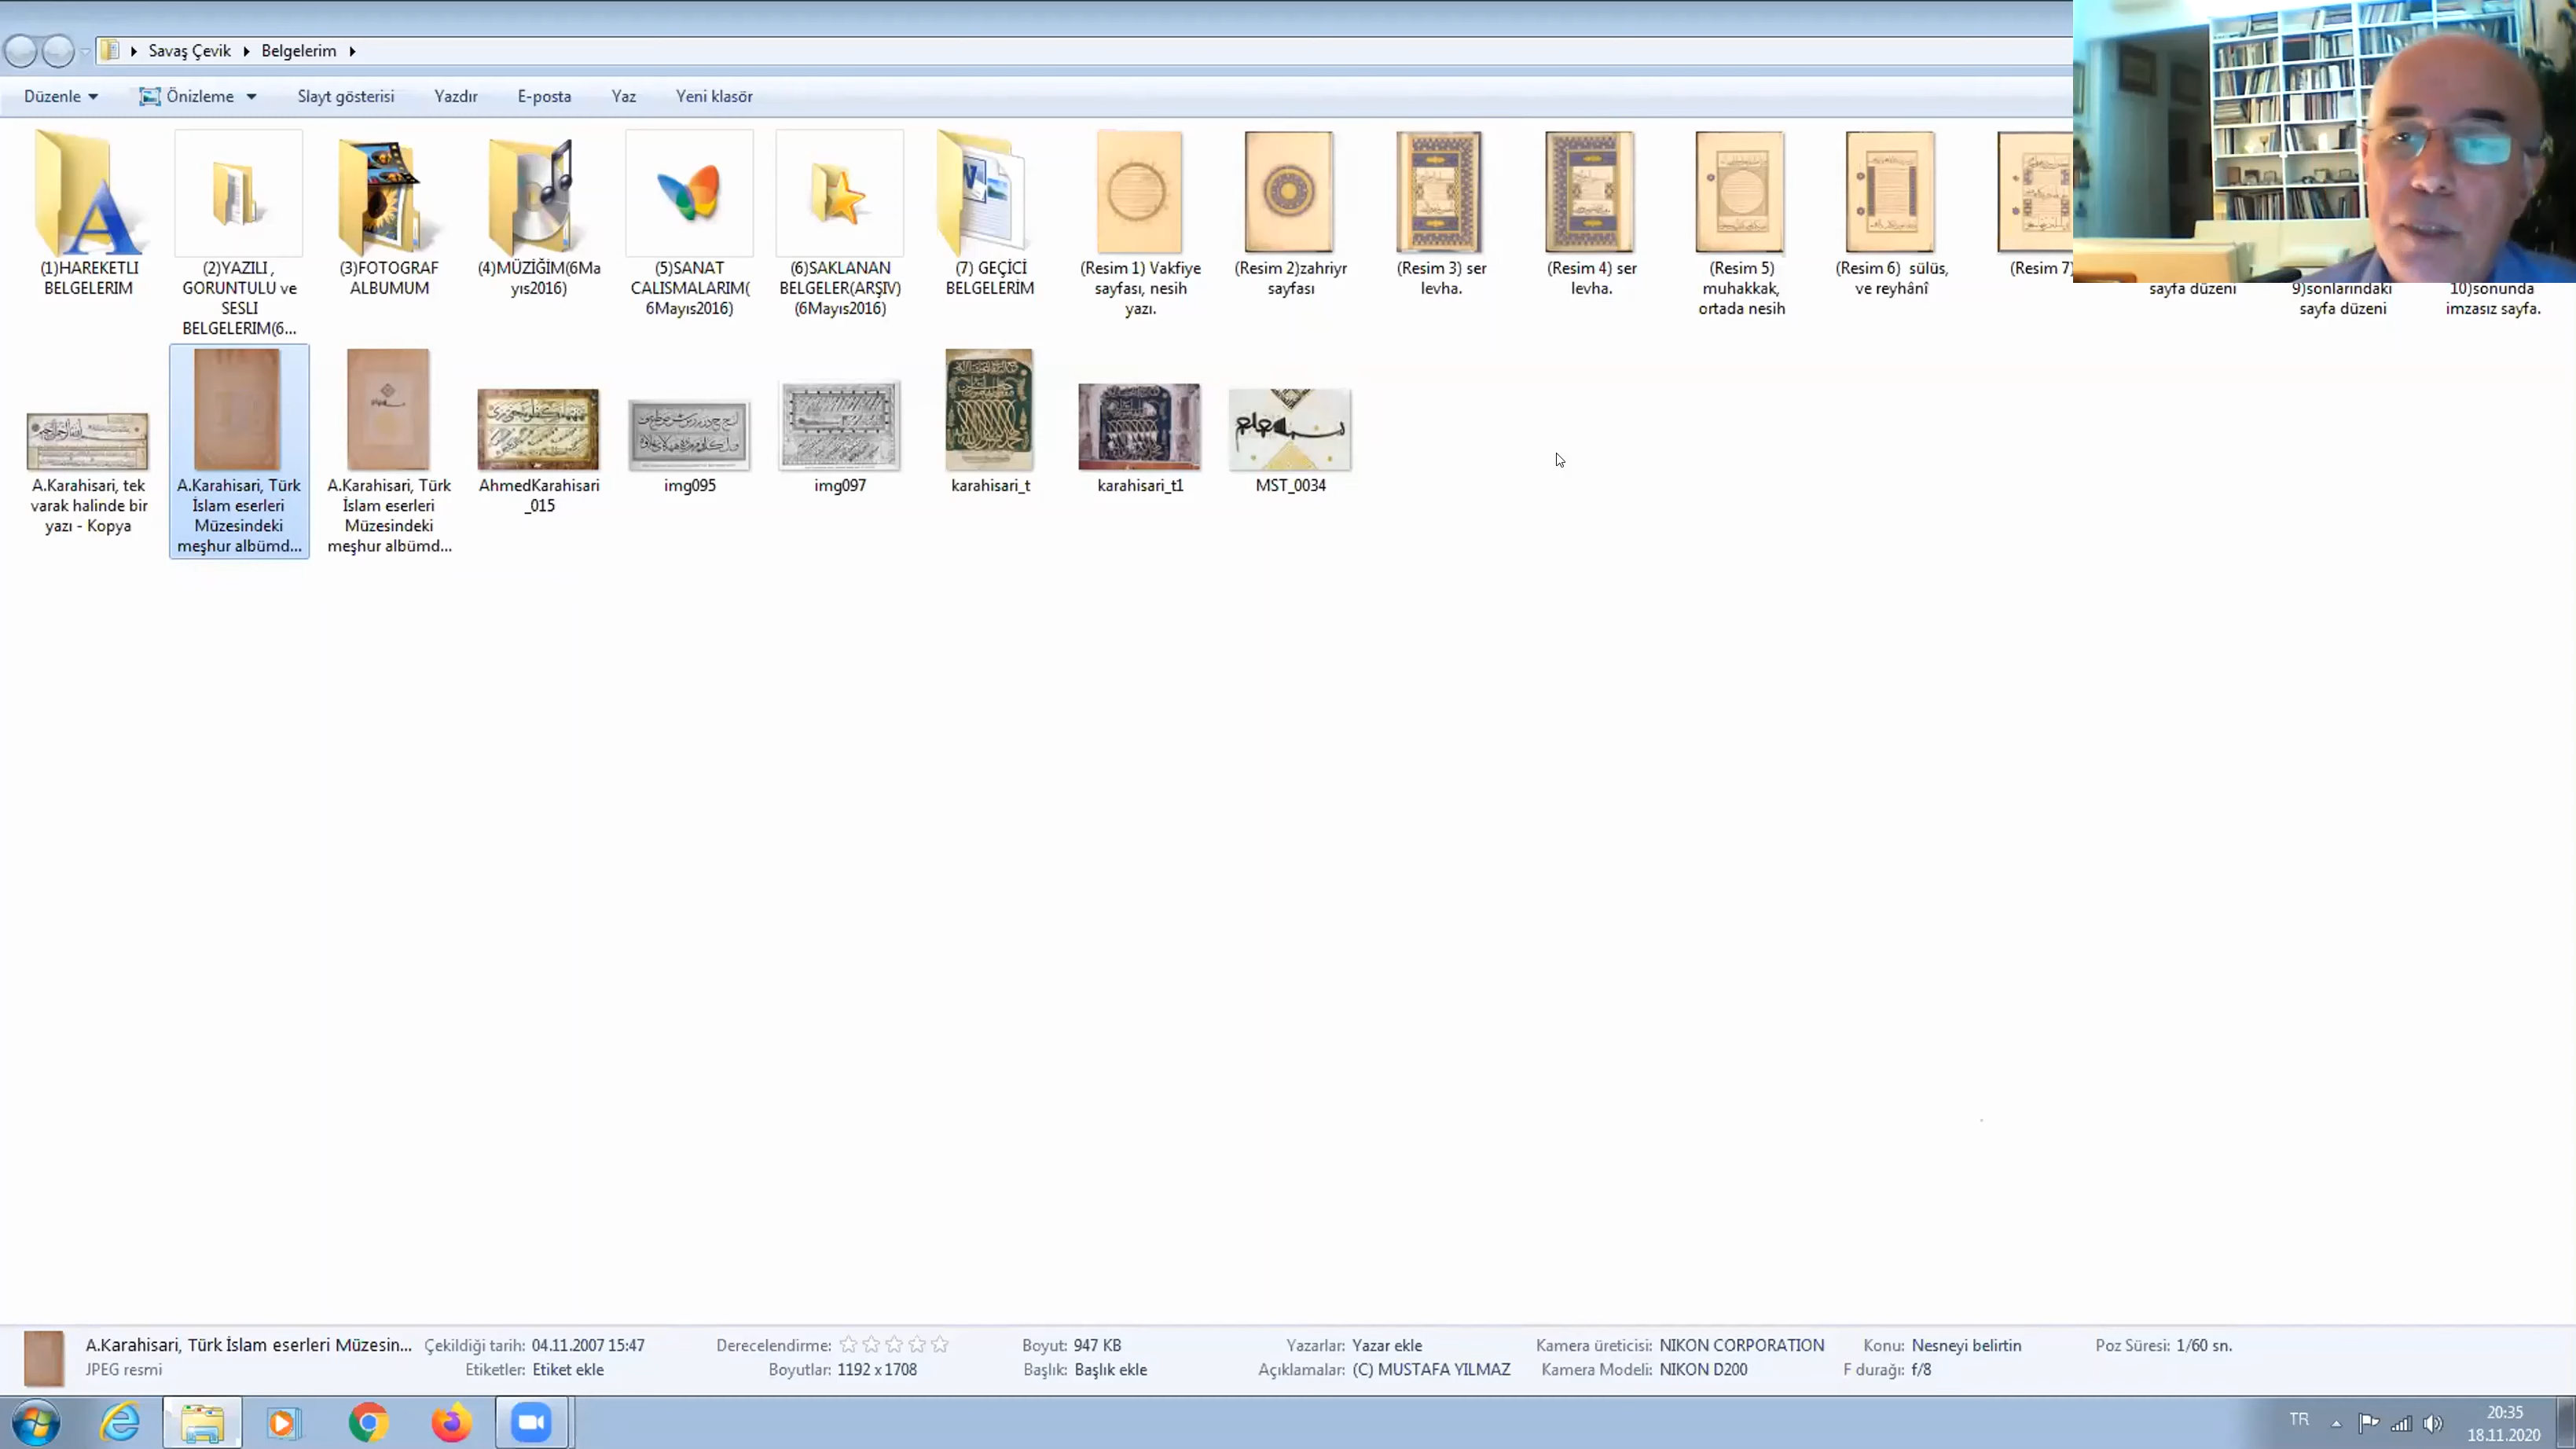 Savaş Çevik Belgelerim
Düzenle Önizleme Slayt gösterisi Yazdır E-posta Yaz Yeni klasör
(1)HAREKETLI
BELGELERIM
(2)YAZILI ,
GORUNTULU ve
SESLI
BELGELERIM(6...
(3)FOTOGRAF
ALBUMUM
(4)MÜZİĞİM(6Ma
yıs2016)
(5)SANAT
CALISMALARIM(
6Mayıs2016)
(6)SAKLANAN
BELGELER(ARŞIV)
(6Mayıs2016)
(7) GEÇİCİ
BELGELERİM
(Resim 1) Vakfiye
sayfası, nesih
yazı.
(Resim 2)zahriyr
sayfası
(Resim 3) ser
levha.
(Resim 4) ser
levha.
(Resim 5)
muhakkak,
ortada nesih
(Resim 6) sülüs,
ve reyhânî
(Resim 7)
sayfa düzeni
9)sonlarındaki
sayfa düzeni
10)sonunda
imzasız sayfa.
A.Karahisari, tek
varak halinde bir
yazı - Kopya
A.Karahisari, Türk
İslam eserleri
Müzesindeki
meşhur albümd...
A.Karahisari, Türk
İslam eserleri
Müzesindeki
meşhur albümd...
AhmedKarahisari
_015
img095
img097
karahisari_t
karahisari_t1
MST_0034
A.Karahisari, Türk İslam eserleri Müzesin... Çekildiği tarih: 04.11.2007 15:47 Derecelendirme: Boyut: 947 KB Yazarlar: Yazar ekle Kamera üreticisi: NIKON CORPORATION Konu: Nesneyi belirtin Poz Süresi: 1/60 sn.
JPEG resmi Etiketler: Etiket ekle Boyutlar: 1192 x 1708 Başlık: Başlık ekle Açıklamalar: (C) MUSTAFA YILMAZ Kamera Modeli: NIKON D200 F durağı: f/8
TR 20:35
18.11.2020